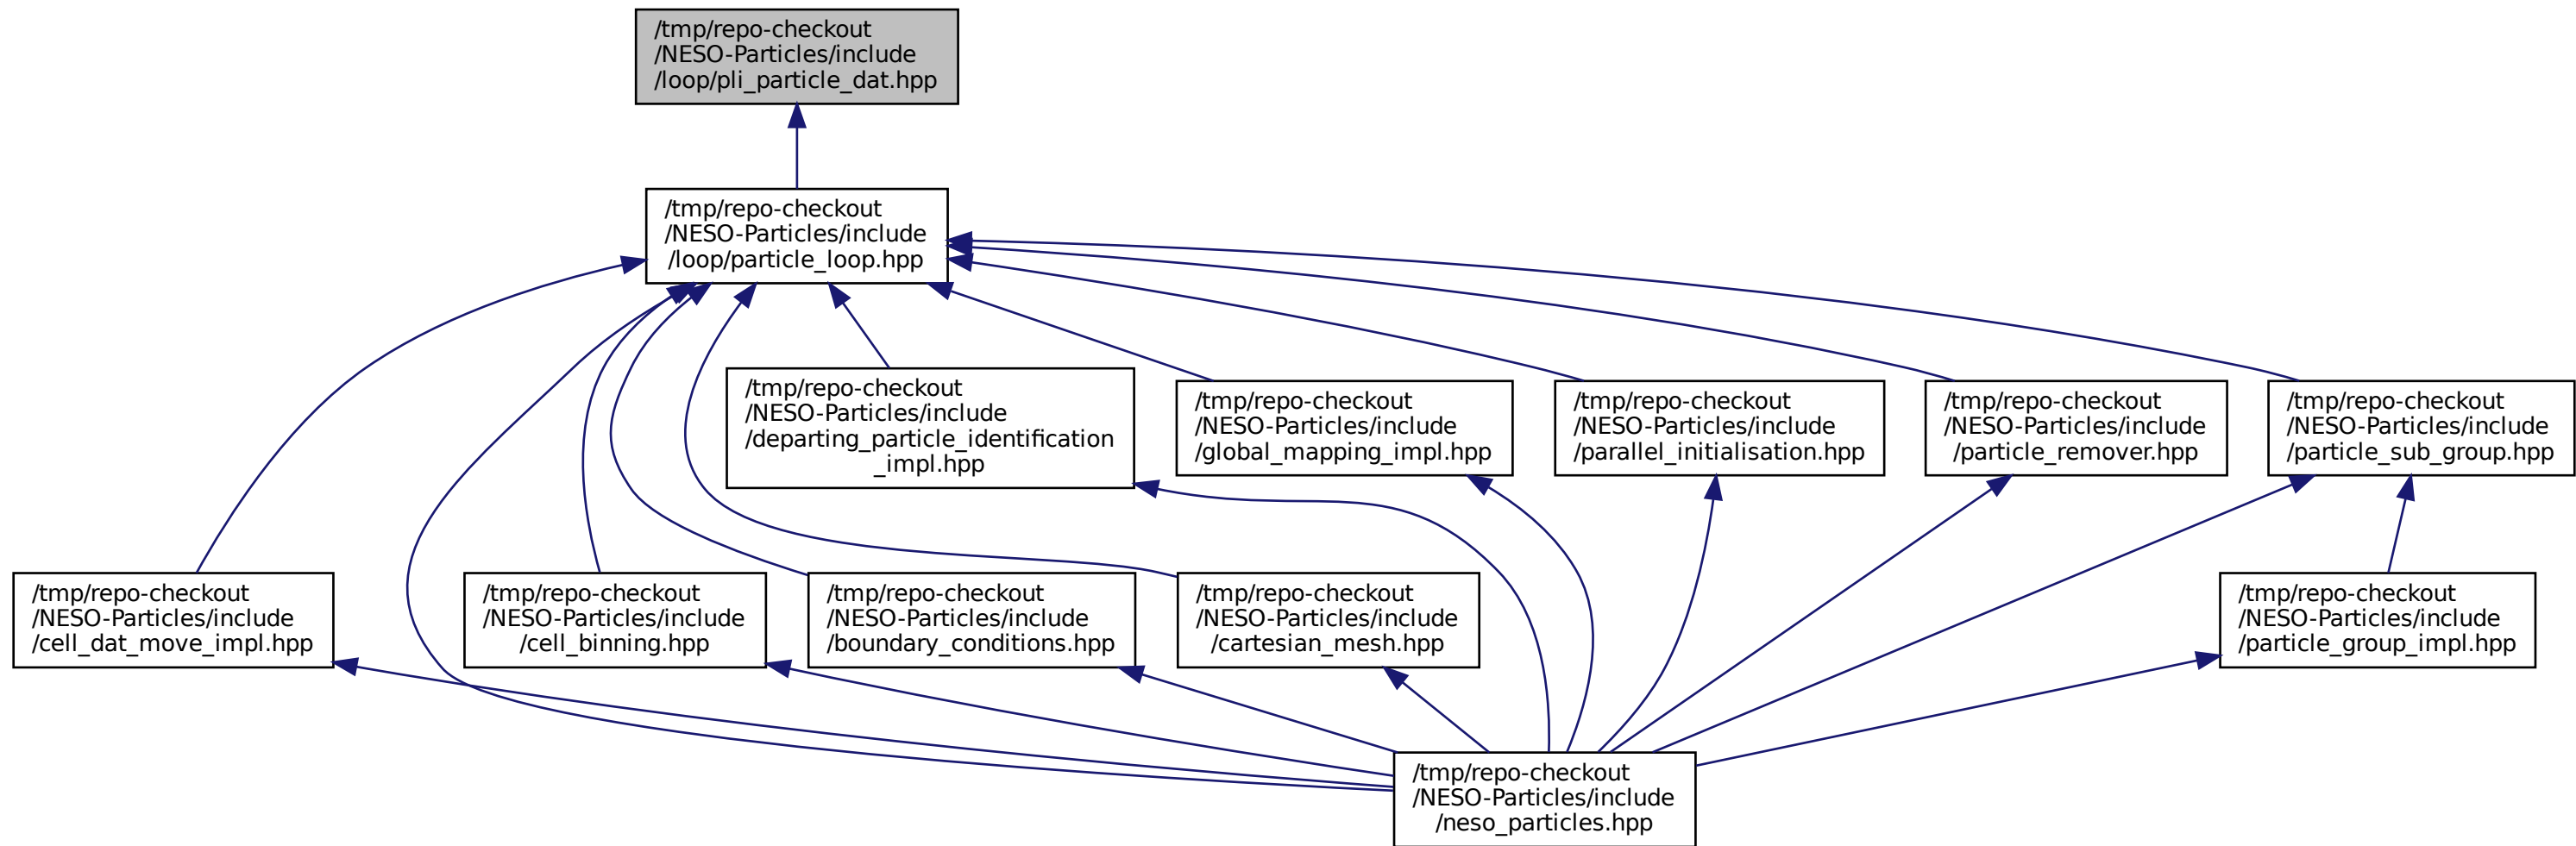 /tmp/repo-checkout
/NESO-Particles/include
/loop/pli_particle_dat.hpp
/tmp/repo-checkout
/NESO-Particles/include
/loop/particle_loop.hpp
/tmp/repo-checkout
/NESO-Particles/include
/departing_particle_identification
_impl.hpp
/tmp/repo-checkout
/NESO-Particles/include
/global_mapping_impl.hpp
/tmp/repo-checkout
/NESO-Particles/include
/parallel_initialisation.hpp
/tmp/repo-checkout
/NESO-Particles/include
/particle_remover.hpp
/tmp/repo-checkout
/NESO-Particles/include
/particle_sub_group.hpp
/tmp/repo-checkout
/NESO-Particles/include
/cell_dat_move_impl.hpp
/tmp/repo-checkout
/NESO-Particles/include
/cell_binning.hpp
/tmp/repo-checkout
/NESO-Particles/include
/boundary_conditions.hpp
/tmp/repo-checkout
/NESO-Particles/include
/cartesian_mesh.hpp
/tmp/repo-checkout
/NESO-Particles/include
/particle_group_impl.hpp
/tmp/repo-checkout
/NESO-Particles/include
/neso_particles.hpp